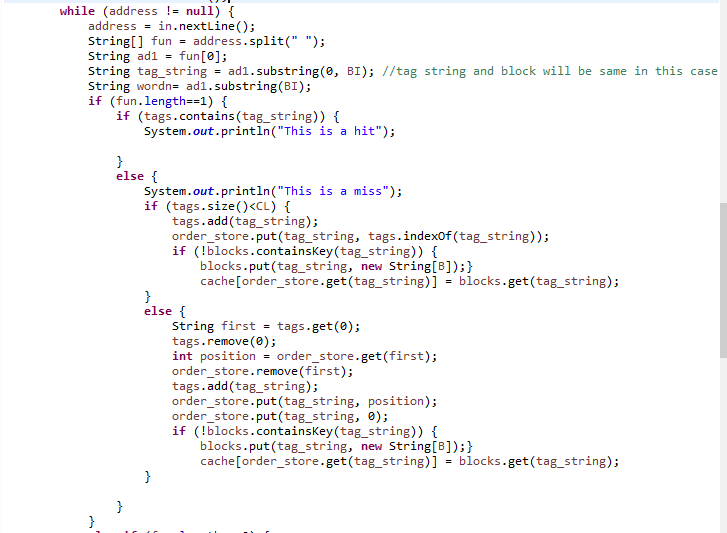 while (address != null) {
address = in.nextLine();
String[] fun = address.split(" ");
String ad1 = fun[0];
String tag_string = ad1.substring(0, BI); //tag string and block will be same in this case
String wordn= ad1.substring(BI);
if (fun.length==1) {
if (tags.contains(tag_string)) {
System.out.println("This is a hit");
}
else {
System.out.println("This is a miss");
if (tags.size()<CL) {
tags.add(tag_string);
order_store.put(tag_string, tags.indexOf(tag_string));
if (!blocks.containsKey(tag_string)) {
blocks.put(tag_string, new String[B]);}
cache[order_store.get(tag_string)] = blocks.get(tag_string);
}
else {
String first = tags.get(0);
tags.remove(0);
int position = order_store.get(first);
order_store.remove(first);
tags.add(tag_string);
order_store.put(tag_string, position);
order_store.put(tag_string, 0);
if (!blocks.containsKey(tag_string)) {
blocks.put(tag_string, new String[B]);}
cache[order_store.get(tag_string)] = blocks.get(tag_string);
}
}
}